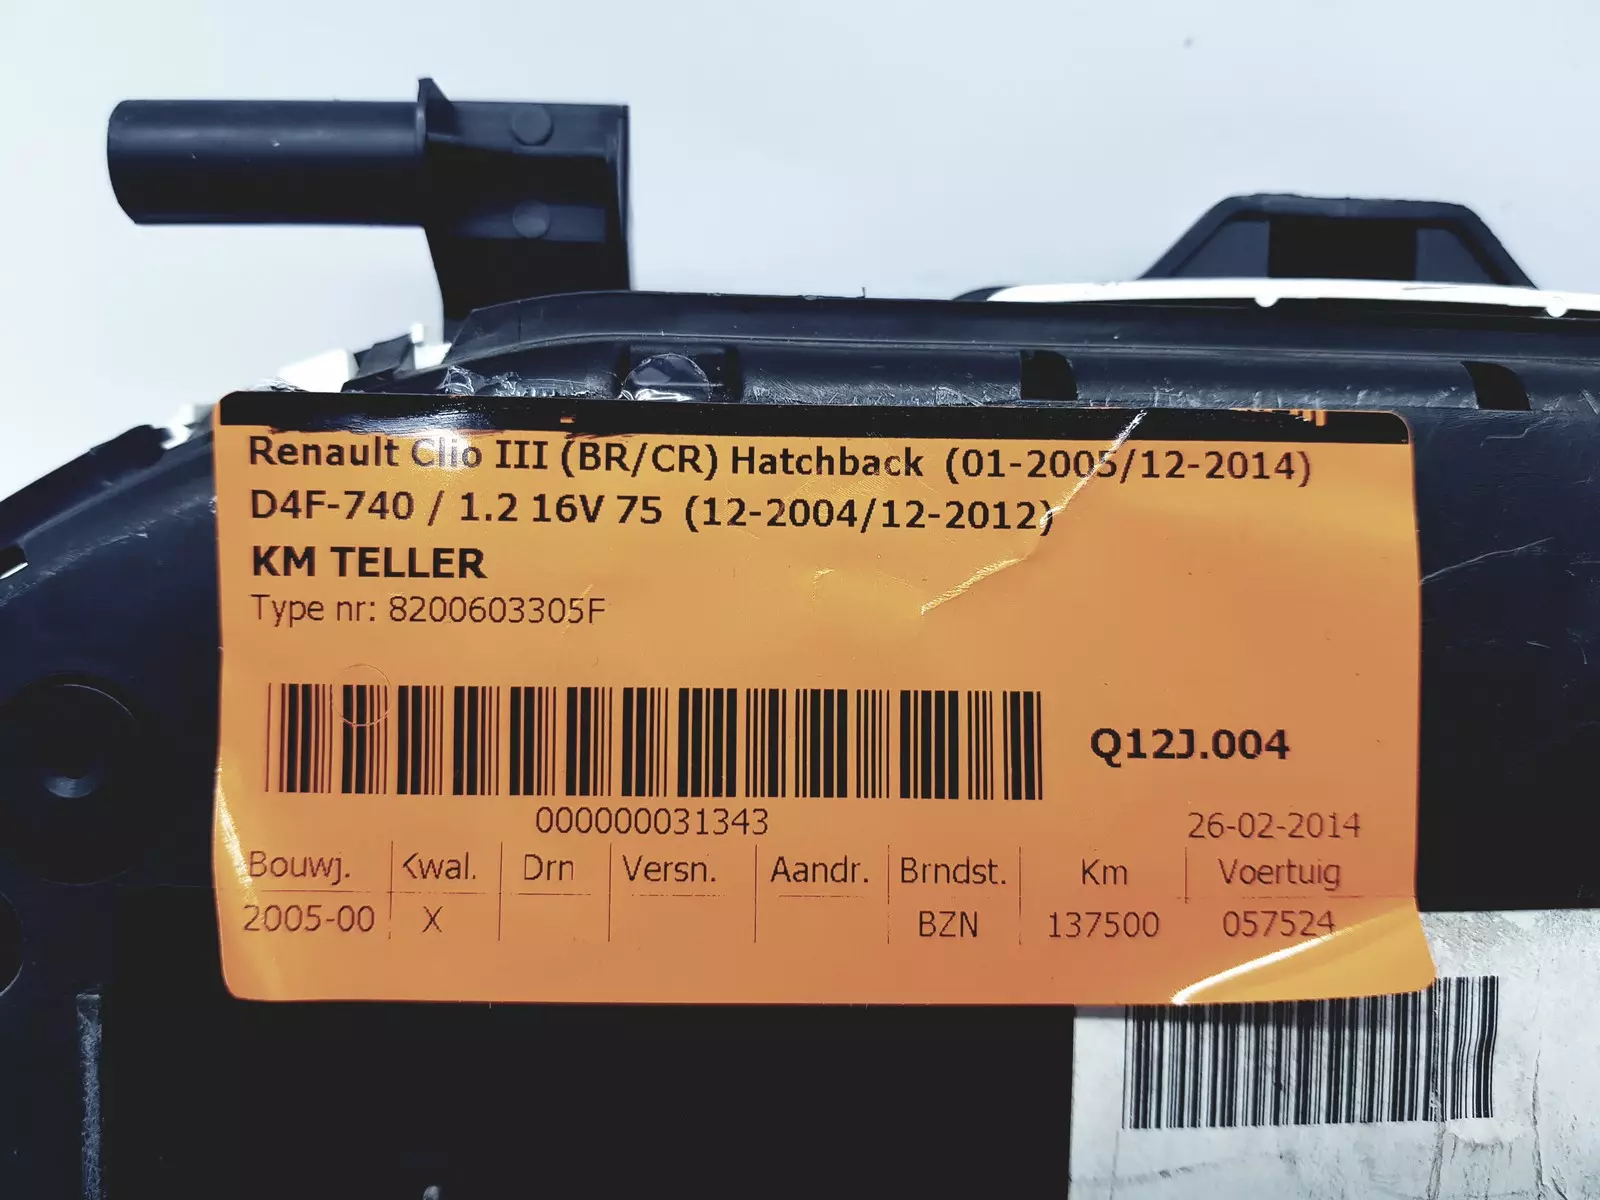 Renault Clio III (BR/CR) Hatchback (01-2005/12-2014)
D4F-740 / 1.2 16V 75 (12-2004/12-2012)
KM TELLER
Type nr: 8200603305F
Q12J.004
000000031343
26-02-2014
Bouwj. Kwal. Drn Versn. Aandr. Brndst. Km Voertuig
2005-00 X BZN 137500 057524